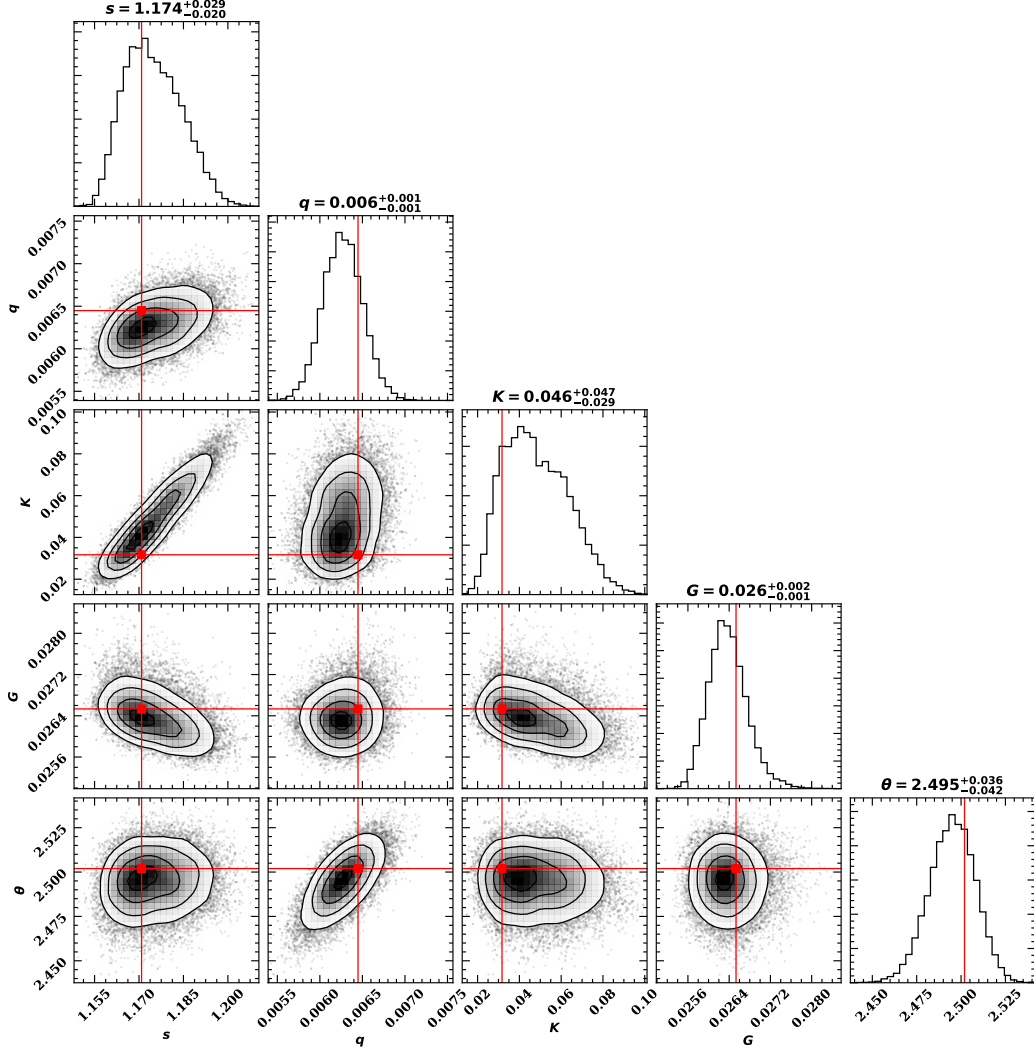 s = 1.174 +0.029 −0.020
q = 0.006 +0.001 −0.001
0.0075
0.0070
0.0065
0.0060
0.0055
q
K = 0.046 +0.047 −0.029
0.10
0.08
0.06
0.04
0.02
K
G = 0.026 +0.002 −0.001
0.0280
0.0272
0.0264
0.0256
G
θ = 2.495 +0.036 −0.042
2.525
2.500
2.475
2.450
θ
1.155 1.170 1.185 1.200
0.0055 0.0060 0.0065 0.0070 0.0075
0.02 0.04 0.06 0.08 0.10
0.0256 0.0264 0.0272 0.0280
2.450 2.475 2.500 2.525
s q K G